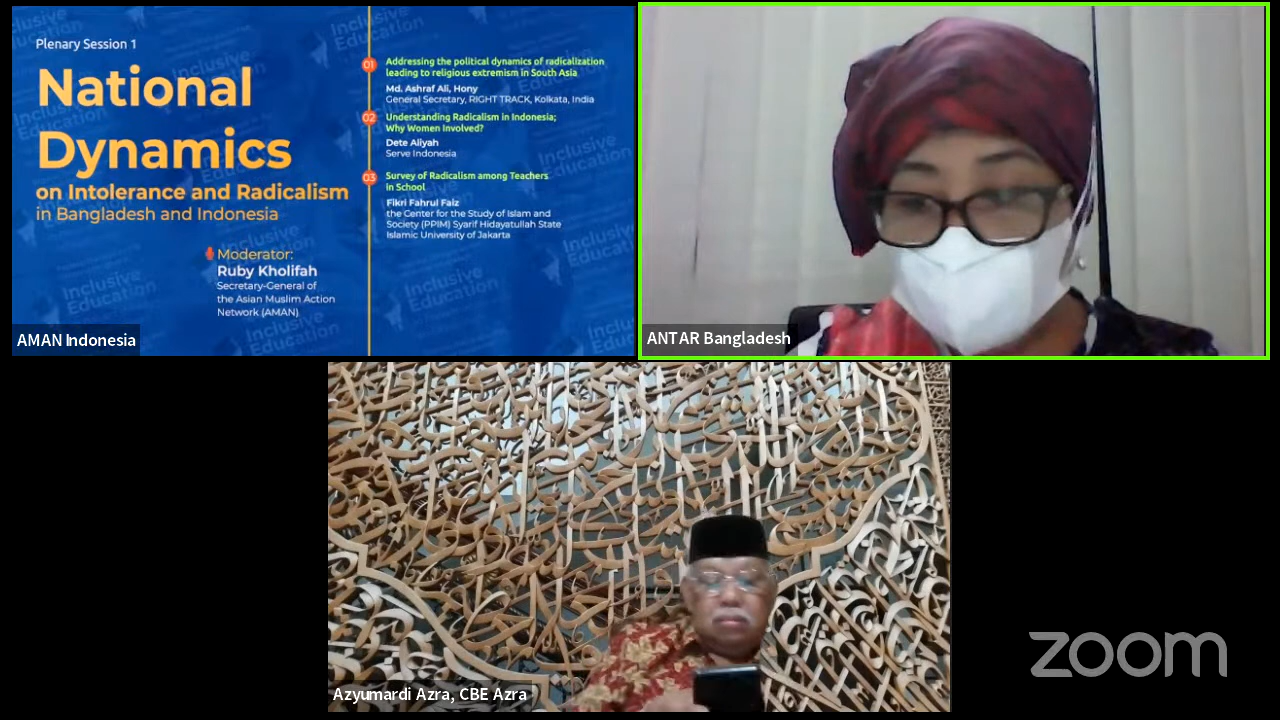 Plenary Session 1
National
Dynamics
on Intolerance and Radicalism
in Bangladesh and Indonesia
Moderator:
Ruby Kholifah
Secretary-General of
the Asian Muslim Action
Network (AMAN)
01
Addressing the political dynamics of radicalization
leading to religious extremism in South Asia
Md. Ashraf Ali, Hony
General Secretary, RIGHT TRACK, Kolkata, India
02
Understanding Radicalism in Indonesia;
Why Women Involved?
Dete Aliyah
Serve Indonesia
03
Survey of Radicalism among Teachers
in School
Fikri Fahrul Faiz
the Center for the Study of Islam and
Society (PPIM) Syarif Hidayatullah State
Islamic University of Jakarta
Inclusive
Education
AMAN Indonesia
ANTAR Bangladesh
Azyumardi Azra, CBE Azra
zoom